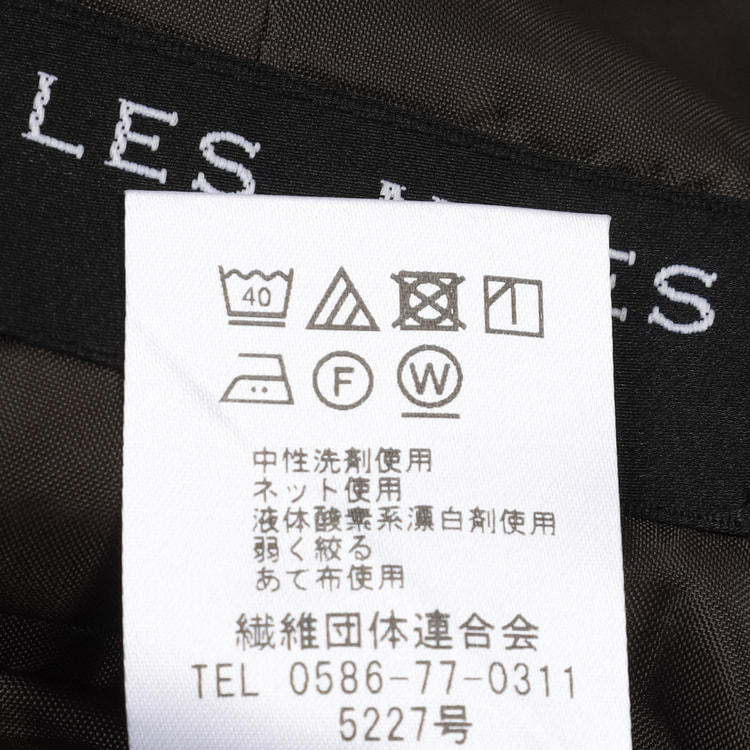 LES
ES
40
F
W
中性洗剤使用
ネット使用
液体酸素系漂白剤使用
弱く絞る
あて布使用
繊維団体連合会
TEL 0586-77-0311
5227号